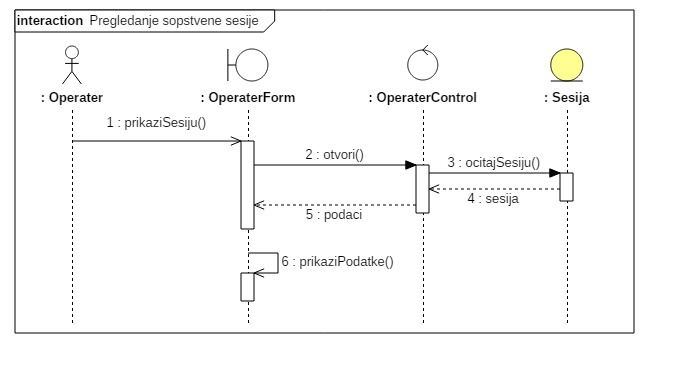 interaction Pregledanje sopstvene sesije
: Operater
: OperaterForm
: OperaterControl
: Sesija
1 : prikaziSesiju()
2 : otvori()
3 : ocitajSesiju()
4 : sesija
5 : podaci
6 : prikaziPodatke()